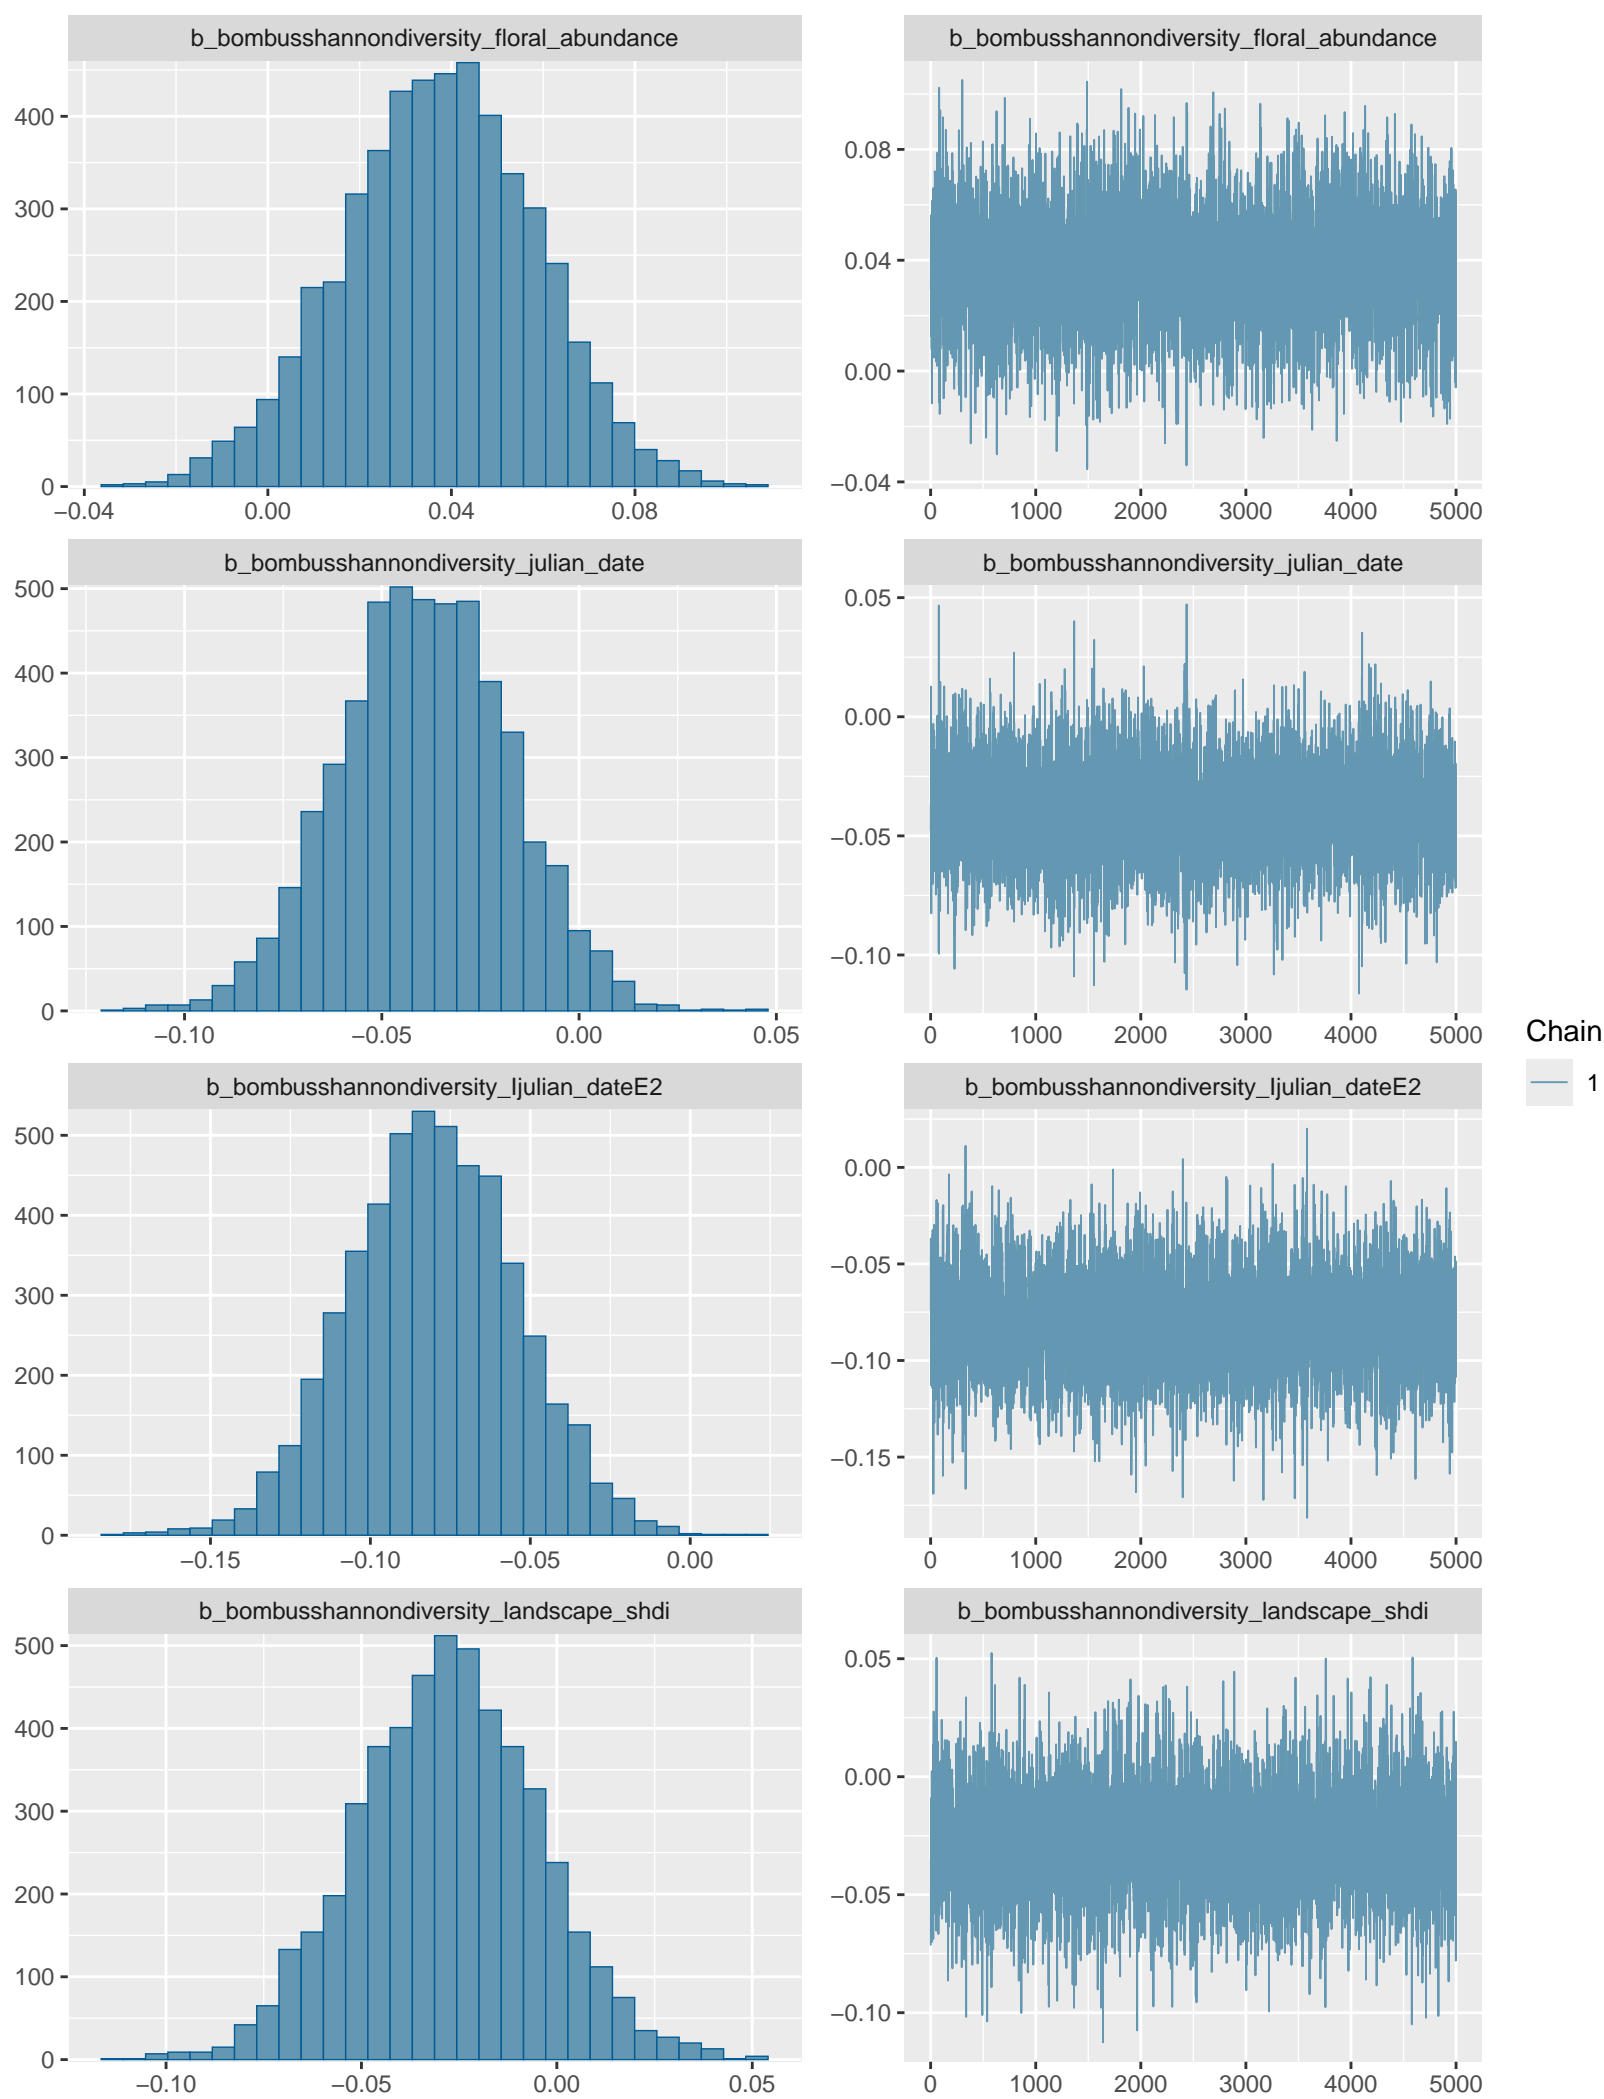 b_bombusshannondiversity_floral_abundance
400
300
200
100
0
−0.04 0.00 0.04 0.08
b_bombusshannondiversity_floral_abundance
0.08
0.04
0.00
−0.04
0 1000 2000 3000 4000 5000
b_bombusshannondiversity_julian_date
500
400
300
200
100
0
−0.10 −0.05 0.00 0.05
b_bombusshannondiversity_julian_date
0.05
0.00
−0.05
−0.10
0 1000 2000 3000 4000 5000
b_bombusshannondiversity_Ijulian_dateE2
500
400
300
200
100
0
−0.15 −0.10 −0.05 0.00
b_bombusshannondiversity_Ijulian_dateE2
0.00
−0.05
−0.10
−0.15
0 1000 2000 3000 4000 5000
b_bombusshannondiversity_landscape_shdi
500
400
300
200
100
0
−0.10 −0.05 0.00 0.05
b_bombusshannondiversity_landscape_shdi
0.05
0.00
−0.05
−0.10
0 1000 2000 3000 4000 5000
Chain
1